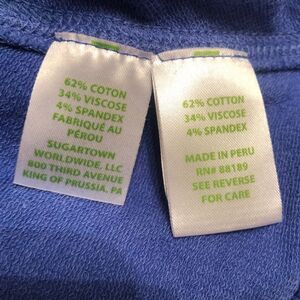 62% COTON
34% VISCOSE
4% SPANDEX
FABRIQUÉ AU
PÉROU
SUGARTOWN
WORLDWIDE, LLC
800 THIRD AVENUE
KING OF PRUSSIA, PA
62% COTTON
34% VISCOSE
4% SPANDEX
MADE IN PERU
RN# 88189
SEE REVERSE
FOR CARE